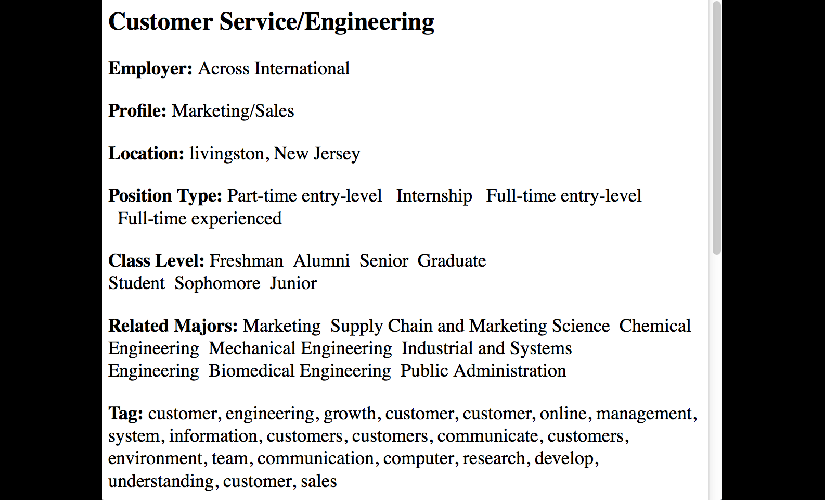 Customer Service/Engineering
Employer: Across International
Profile: Marketing/Sales
Location: livingston, New Jersey
Position Type: Part-time entry-level Internship Full-time entry-level
Full-time experienced
Class Level: Freshman Alumni Senior Graduate
Student Sophomore Junior
Related Majors: Marketing Supply Chain and Marketing Science Chemical
Engineering Mechanical Engineering Industrial and Systems
Engineering Biomedical Engineering Public Administration
Tag: customer, engineering, growth, customer, customer, online, management,
system, information, customers, customers, communicate, customers,
environment, team, communication, computer, research, develop,
understanding, customer, sales